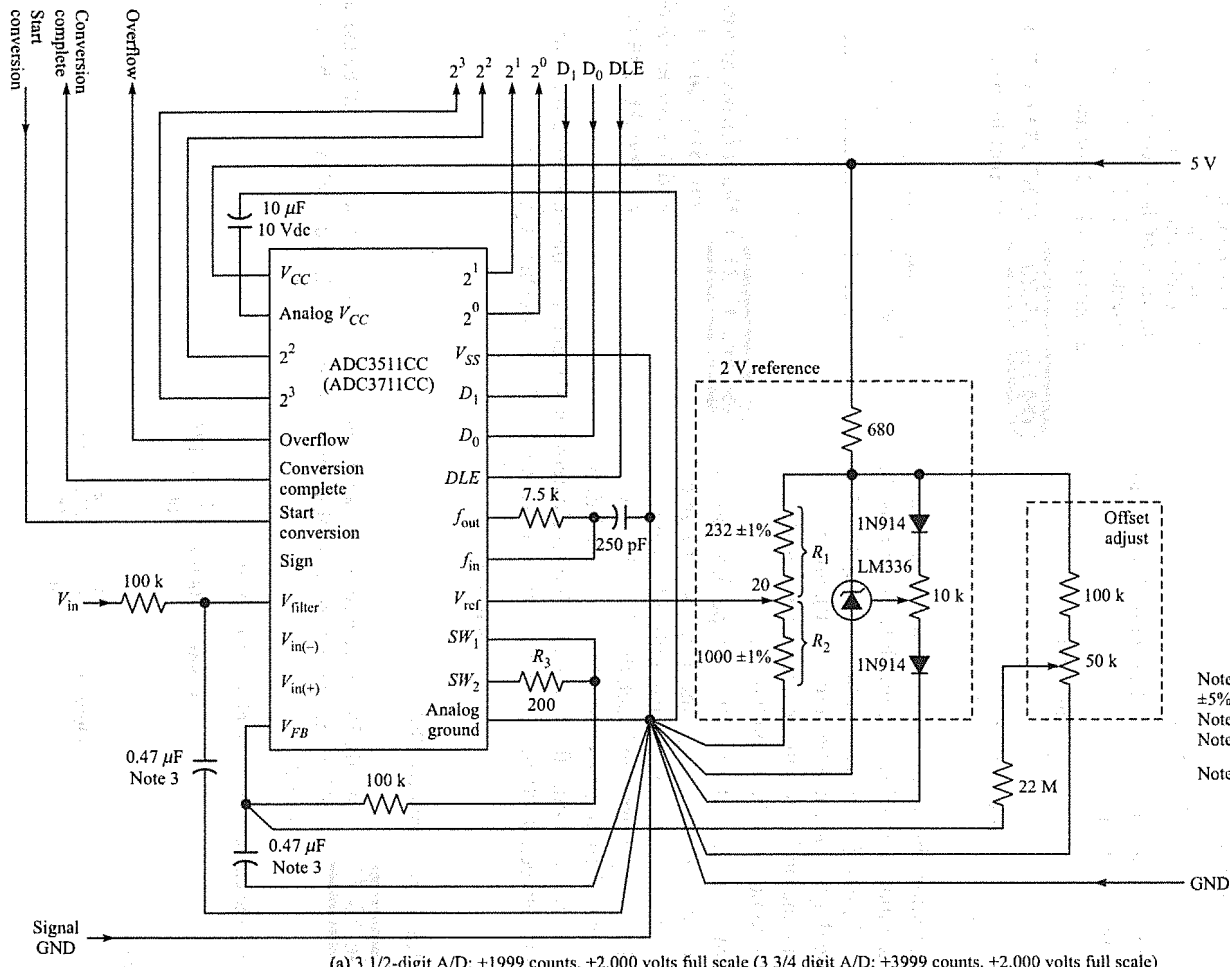 Start conversion
Conversion complete
Overflow
2³ 2² 2¹ 2⁰ D₁ D₀ DLE
5 V
10 μF
10 Vdc
V_CC
Analog V_CC
2²
2³
Overflow
Conversion complete
Start conversion
Sign
V_filter
V_in(−)
V_in(+)
V_FB
ADC3511CC
(ADC3711CC)
2¹
2⁰
V_SS
D₁
D₀
DLE
f_out
f_in
V_ref
SW₁
SW₂
Analog ground
7.5 k
250 pF
R₃
200
2 V reference
680
232 ±1%
R₁
20
R₂
1000 ±1%
1N914
LM336
10 k
1N914
Offset adjust
100 k
50 k
22 M
V_in
100 k
0.47 μF
Note 3
100 k
0.47 μF
Note 3
Note
±5%
Note
Note
Note
GND
Signal GND
(a) 3 1/2-digit A/D; +1999 counts, +2.000 volts full scale (3 3/4 digit A/D; +3999 counts, +2.000 volts full scale)